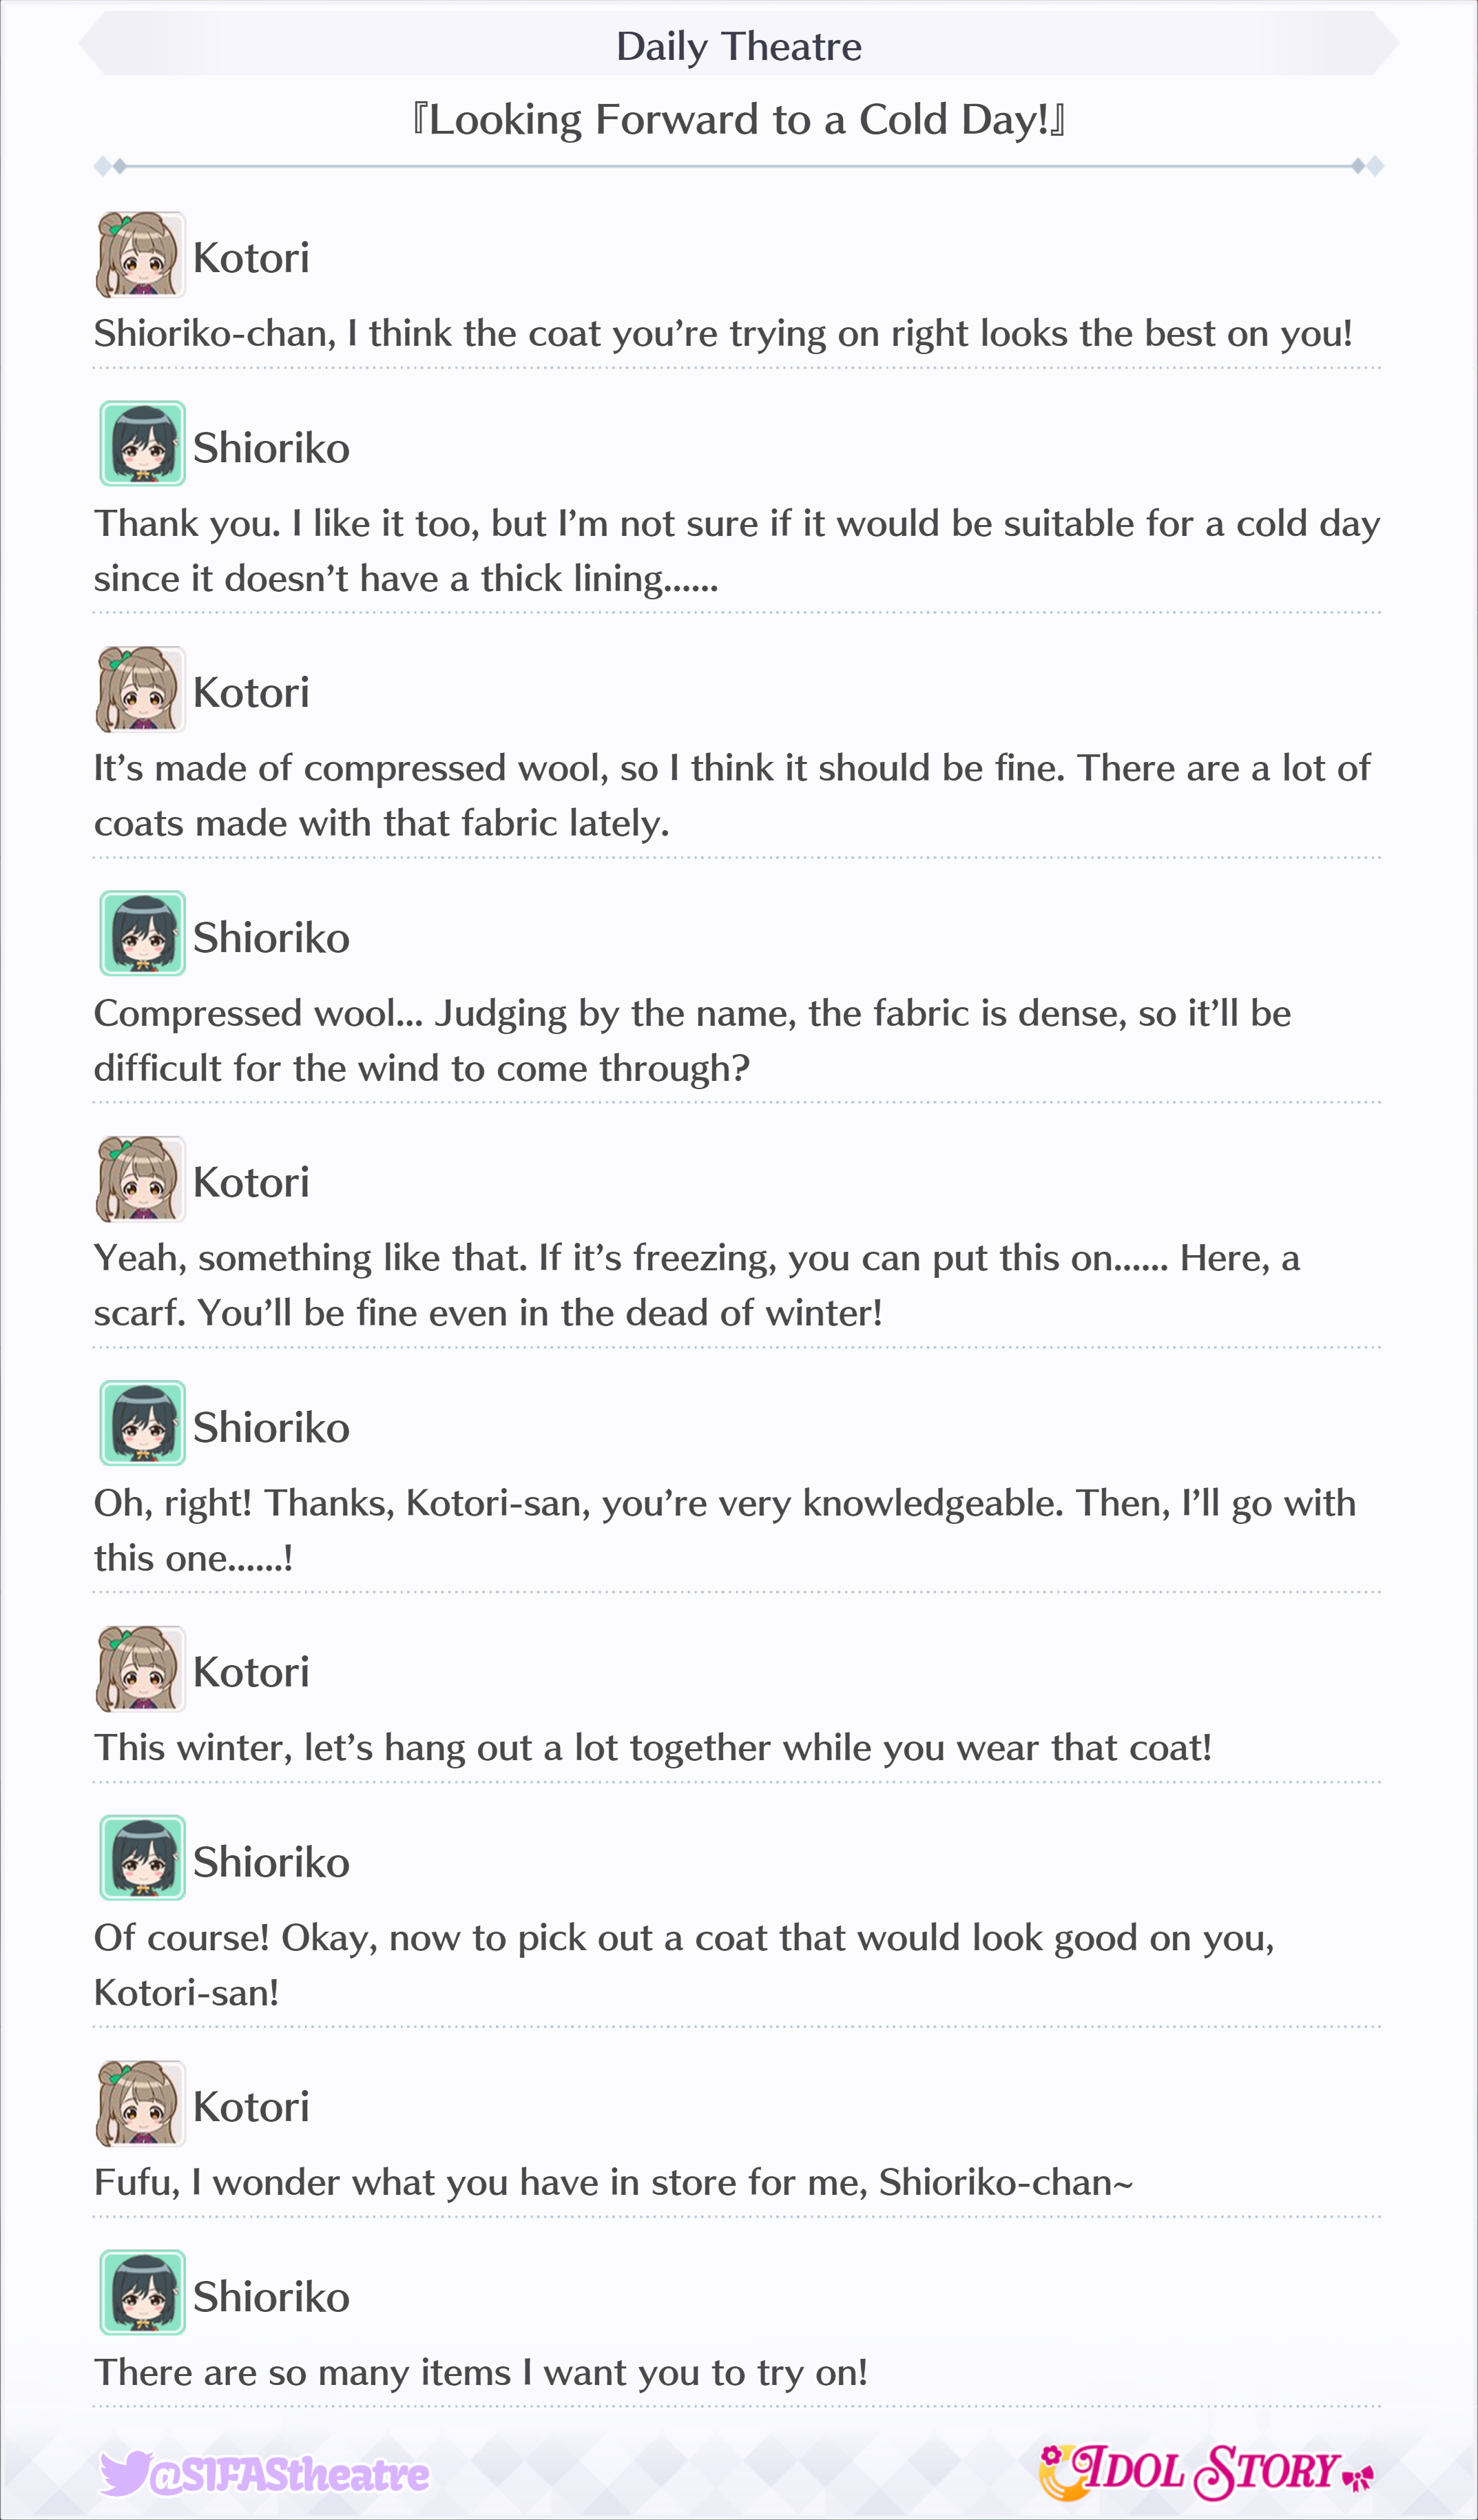 Daily Theatre
『Looking Forward to a Cold Day!』
Kotori
Shioriko-chan, I think the coat you’re trying on right looks the best on you!
Shioriko
Thank you. I like it too, but I’m not sure if it would be suitable for a cold day
since it doesn’t have a thick lining......
Kotori
It’s made of compressed wool, so I think it should be fine. There are a lot of
coats made with that fabric lately.
Shioriko
Compressed wool... Judging by the name, the fabric is dense, so it’ll be
difficult for the wind to come through?
Kotori
Yeah, something like that. If it’s freezing, you can put this on...... Here, a
scarf. You’ll be fine even in the dead of winter!
Shioriko
Oh, right! Thanks, Kotori-san, you’re very knowledgeable. Then, I’ll go with
this one......!
Kotori
This winter, let’s hang out a lot together while you wear that coat!
Shioriko
Of course! Okay, now to pick out a coat that would look good on you,
Kotori-san!
Kotori
Fufu, I wonder what you have in store for me, Shioriko-chan~
Shioriko
There are so many items I want you to try on!
@SIFAStheatre
IDOL STORY